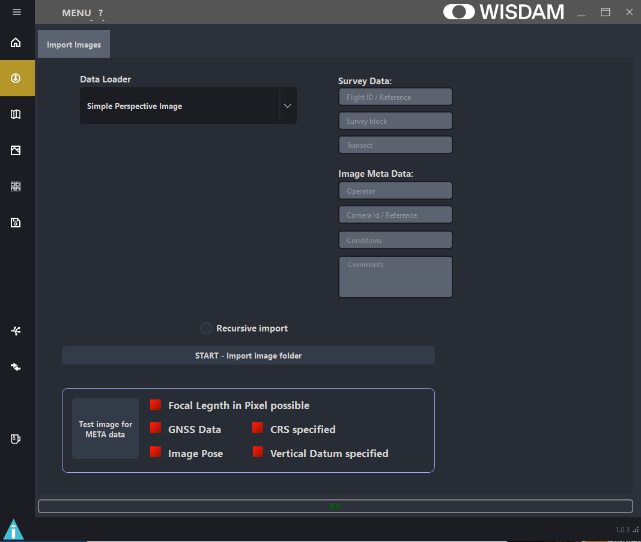 MENU ?
WISDAM
Import Images
Data Loader
Simple Perspective Image
Survey Data:
Flight ID / Reference
Survey block
Transect
Image Meta Data:
Operator
Camera id / Reference
Conditions
Comments
Recursive import
START - Import image folder
Test image for
META data
Focal Legnth in Pixel possible
GNSS Data
CRS specified
Image Pose
Vertical Datum specified
1.0.3